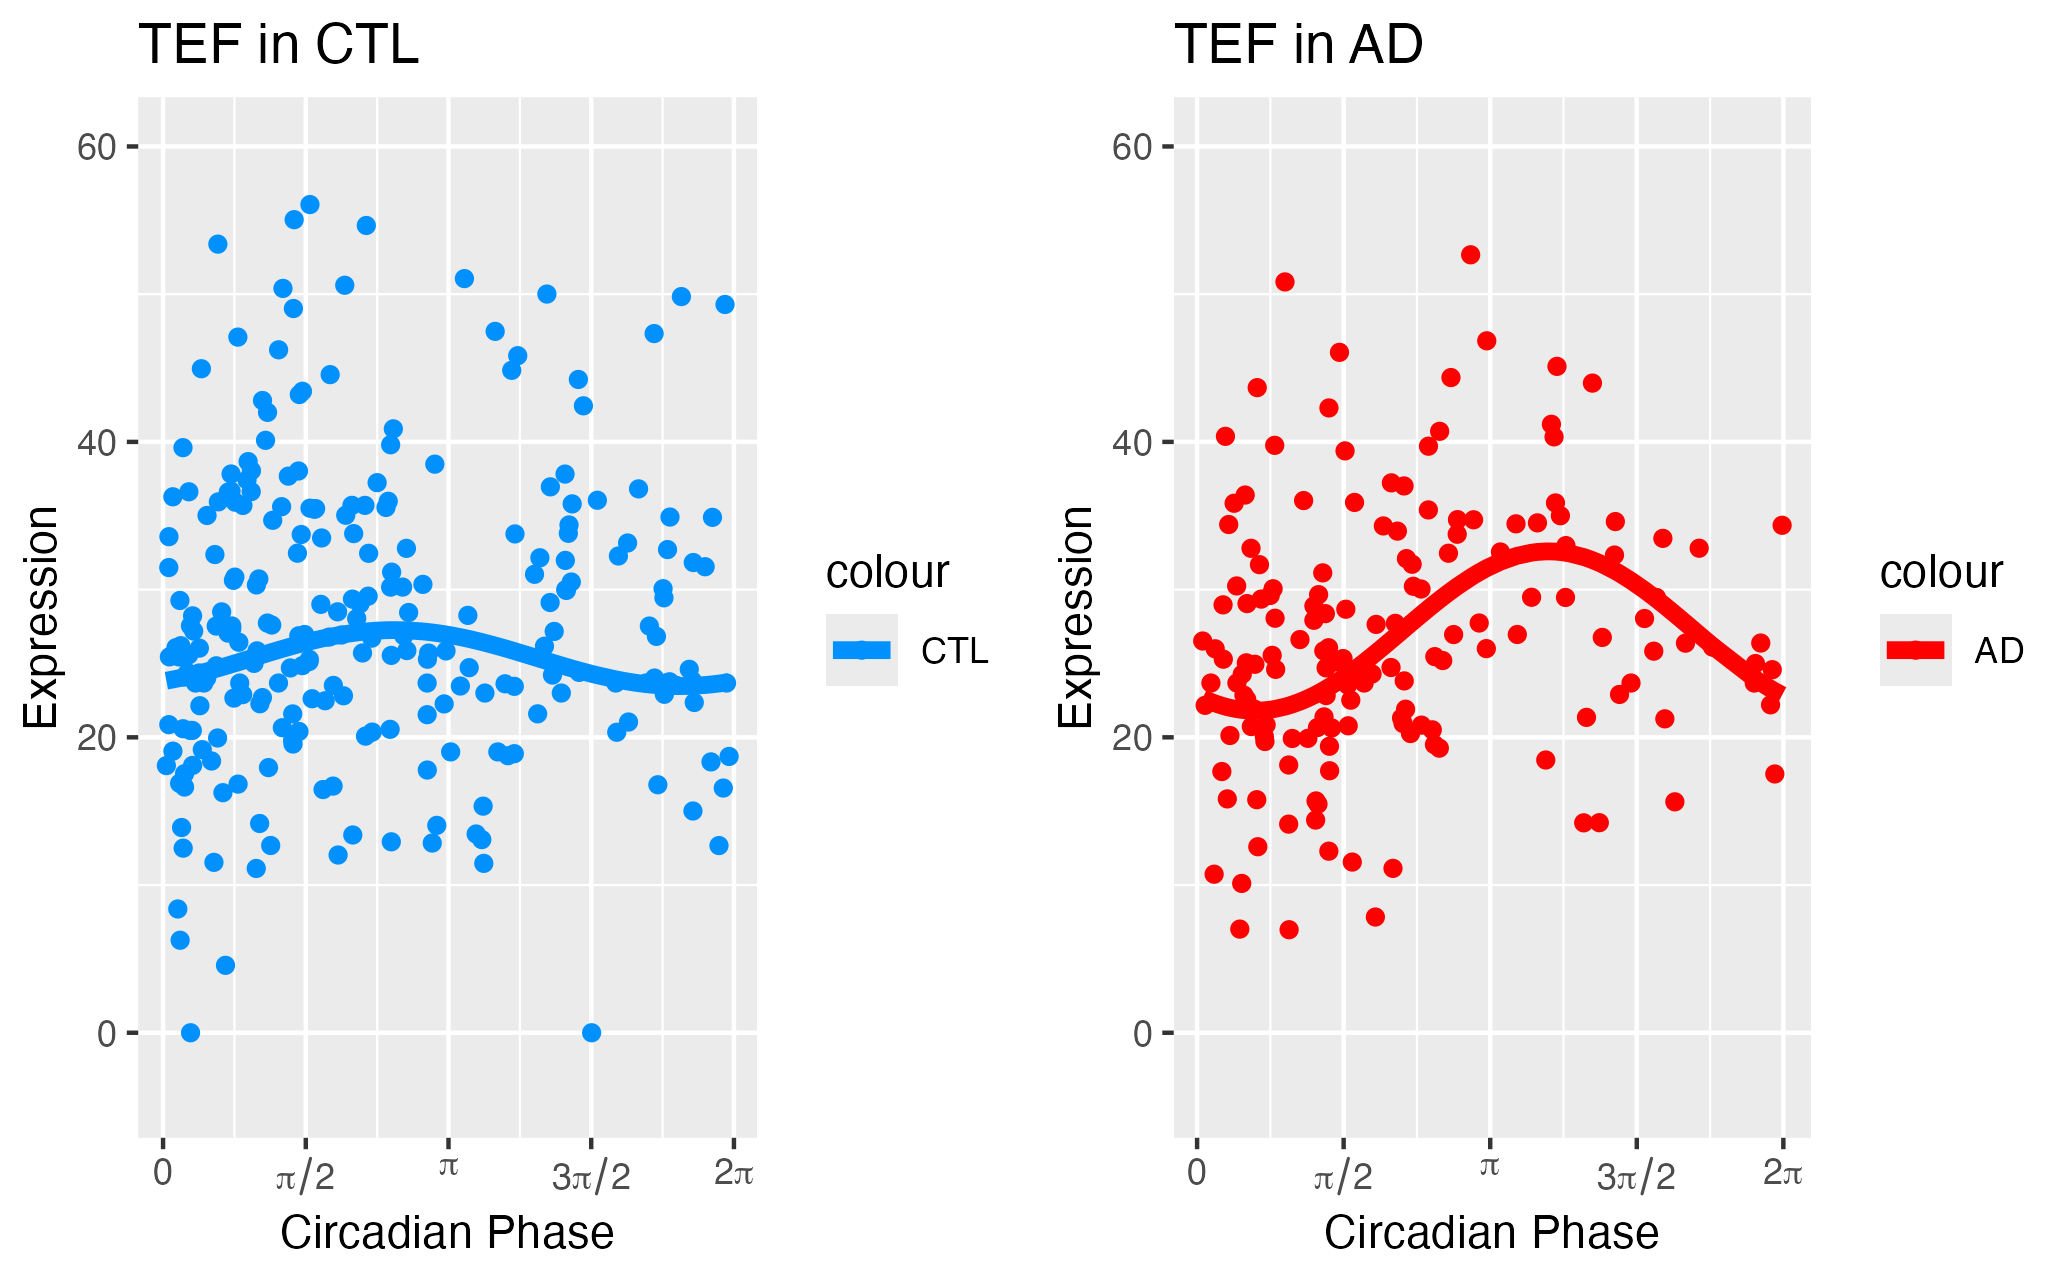 TEF in CTL
60
40
20
0
Expression
0 π/2 π 3π/2 2π
Circadian Phase
colour
CTL
TEF in AD
60
40
20
0
Expression
0 π/2 π 3π/2 2π
Circadian Phase
colour
AD